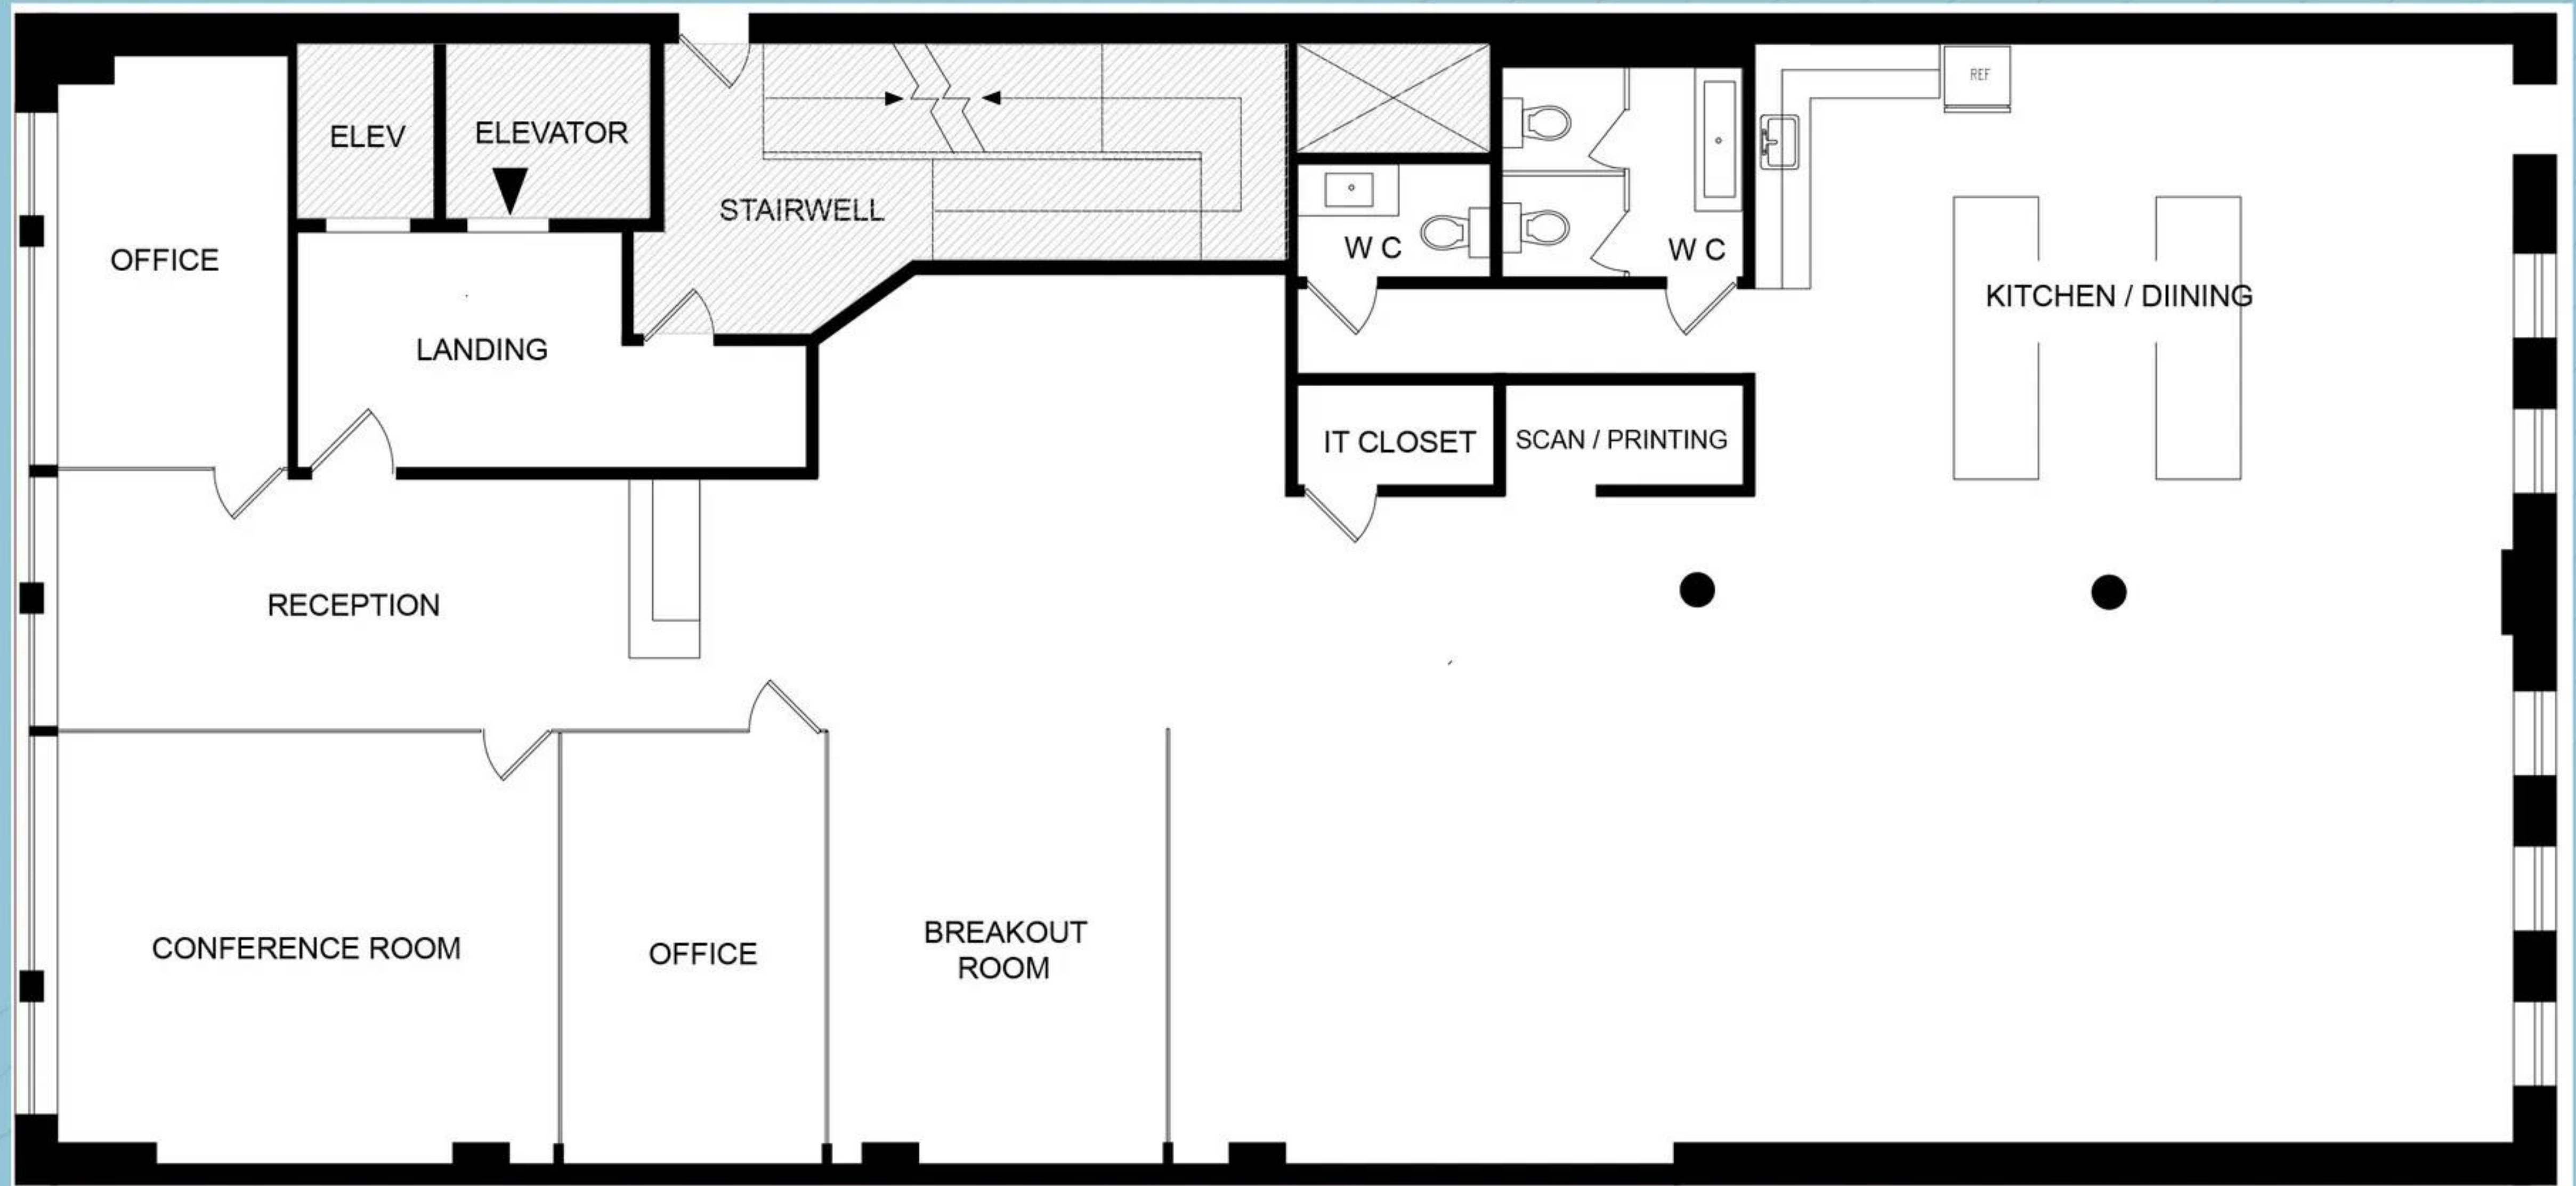 REF
ELEV
ELEVATOR
STAIRWELL
W C
W C
OFFICE
KITCHEN / DIINING
LANDING
IT CLOSET
SCAN / PRINTING
RECEPTION
CONFERENCE ROOM
OFFICE
BREAKOUT
ROOM